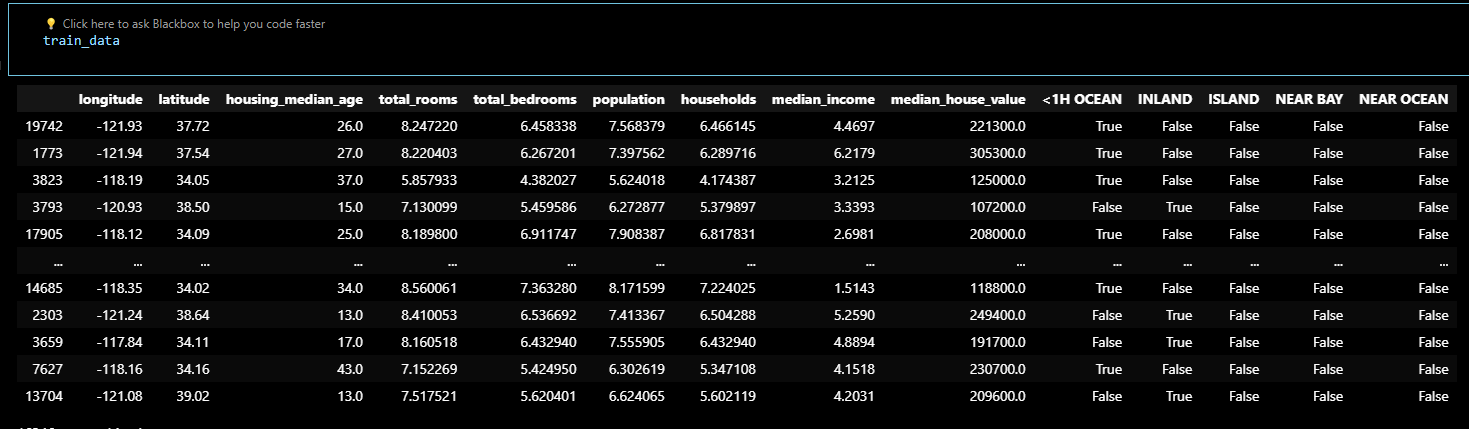 💡 Click here to ask Blackbox to help you code faster
train_data
longitude latitude housing_median_age total_rooms total_bedrooms population households median_income median_house_value <1H OCEAN INLAND ISLAND NEAR BAY NEAR OCEAN
19742 -121.93 37.72 26.0 8.247220 6.458338 7.568379 6.466145 4.4697 221300.0 True False False False False
1773 -121.94 37.54 27.0 8.220403 6.267201 7.397562 6.289716 6.2179 305300.0 True False False False False
3823 -118.19 34.05 37.0 5.857933 4.382027 5.624018 4.174387 3.2125 125000.0 True False False False False
3793 -120.93 38.50 15.0 7.130099 5.459586 6.272877 5.379897 3.3393 107200.0 False True False False False
17905 -118.12 34.09 25.0 8.189800 6.911747 7.908387 6.817831 2.6981 208000.0 True False False False False
... ... ... ... ... ... ... ... ... ... ... ... ... ... ...
14685 -118.35 34.02 34.0 8.560061 7.363280 8.171599 7.224025 1.5143 118800.0 True False False False False
2303 -121.24 38.64 13.0 8.410053 6.536692 7.413367 6.504288 5.2590 249400.0 False True False False False
3659 -117.84 34.11 17.0 8.160518 6.432940 7.555905 6.432940 4.8894 191700.0 False True False False False
7627 -118.16 34.16 43.0 7.152269 5.424950 6.302619 5.347108 4.1518 230700.0 True False False False False
13704 -121.08 39.02 13.0 7.517521 5.620401 6.624065 5.602119 4.2031 209600.0 False True False False False